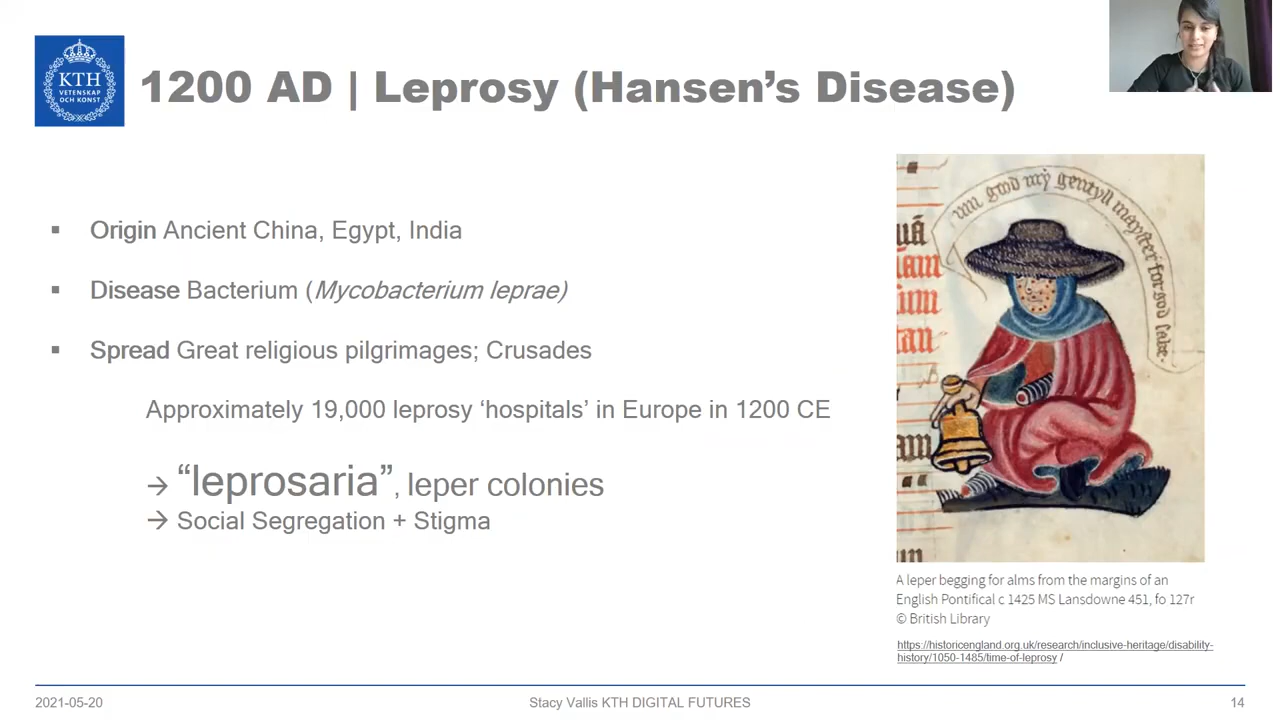 KTH
VETENSKAP
OCH KONST
1200 AD | Leprosy (Hansen's Disease)
▪ Origin Ancient China, Egypt, India
▪ Disease Bacterium (Mycobacterium leprae)
▪ Spread Great religious pilgrimages; Crusades
Approximately 19,000 leprosy ‘hospitals’ in Europe in 1200 CE
→ “leprosaria”, leper colonies
→ Social Segregation + Stigma
my gentyll mayster for god sake
A leper begging for alms from the margins of an
English Pontifical c 1425 MS Lansdowne 451, fo 127r
© British Library
https://historicengland.org.uk/research/inclusive-heritage/disability-
history/1050-1485/time-of-leprosy /
2021-05-20
Stacy Vallis KTH DIGITAL FUTURES
14